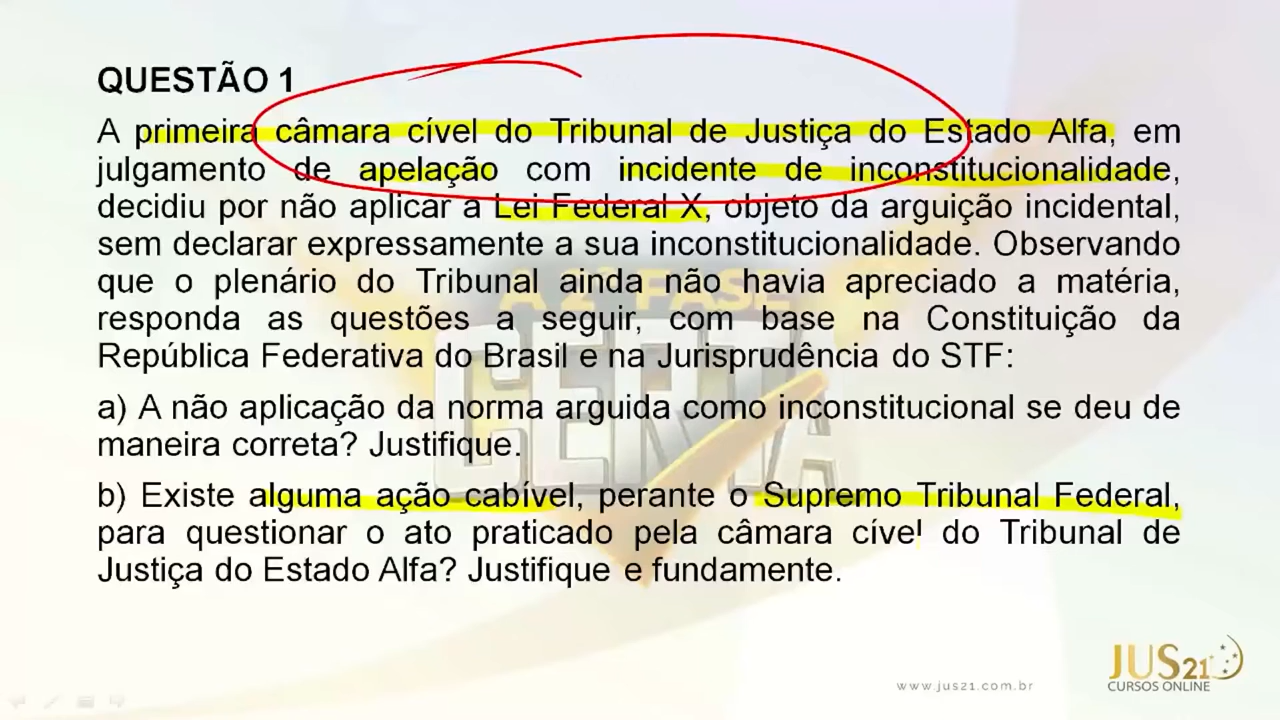 QUESTÃO 1
A primeira câmara cível do Tribunal de Justiça do Estado Alfa, em
julgamento de apelação com incidente de inconstitucionalidade,
decidiu por não aplicar a Lei Federal X, objeto da arguição incidental,
sem declarar expressamente a sua inconstitucionalidade. Observando
que o plenário do Tribunal ainda não havia apreciado a matéria,
responda as questões a seguir, com base na Constituição da
República Federativa do Brasil e na Jurisprudência do STF:
a) A não aplicação da norma arguida como inconstitucional se deu de
maneira correta? Justifique.
b) Existe alguma ação cabível, perante o Supremo Tribunal Federal,
para questionar o ato praticado pela câmara cível do Tribunal de
Justiça do Estado Alfa? Justifique e fundamente.
A 2ª FASE
CERTA
www.jus21.com.br
JUS21
CURSOS ONLINE